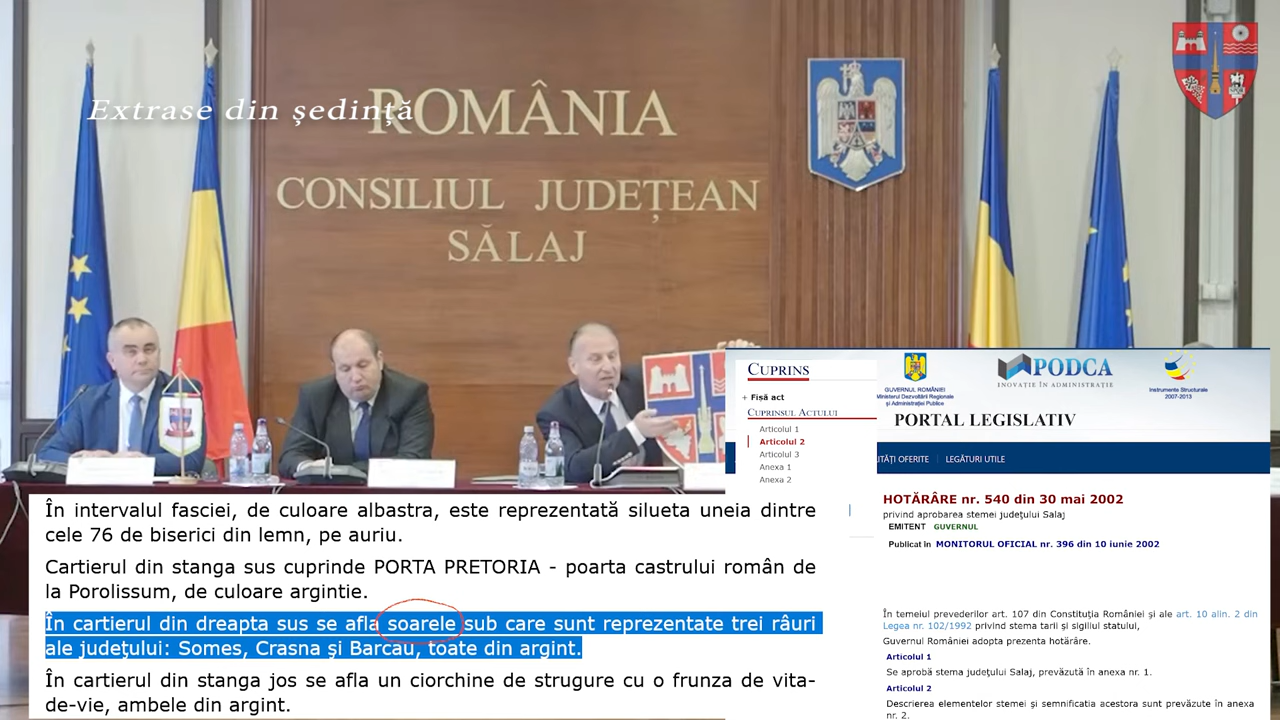 Extrase din ședință
ROMÂNIA
CONSILIUL JUDEȚEAN
SĂLAJ
CUPRINS
+ Fișă act
CUPRINSUL ACTULUI
Articolul 1
Articolul 2
Articolul 3
Anexa 1
Anexa 2
GUVERNUL ROMÂNIEI
Ministerul Dezvoltării Regionale
și Administrației Publice
PODCA
INOVAȚIE ÎN ADMINISTRAȚIE
Instrumente Structurale
2007-2013
PORTAL LEGISLATIV
ITĂȚI OFERITE
LEGĂTURI UTILE
HOTĂRÂRE nr. 540 din 30 mai 2002
privind aprobarea stemei județului Salaj
EMITENT GUVERNUL
Publicat în MONITORUL OFICIAL nr. 396 din 10 iunie 2002
În temeiul prevederilor art. 107 din Constituția României și ale art. 10 alin. 2 din
Legea nr. 102/1992 privind stema tarii și sigiliul statului,
Guvernul României adopta prezenta hotărâre.
Articolul 1
Se aprobă stema județului Salaj, prevăzută în anexa nr. 1.
Articolul 2
Descrierea elementelor stemei și semnificatia acestora sunt prevăzute în anexa
nr. 2.
În intervalul fasciei, de culoare albastra, este reprezentată silueta uneia dintre
cele 76 de biserici din lemn, pe auriu.
Cartierul din stanga sus cuprinde PORTA PRETORIA - poarta castrului român de
la Porolissum, de culoare argintie.
În cartierul din dreapta sus se afla soarele sub care sunt reprezentate trei râuri
ale județului: Somes, Crasna și Barcau, toate din argint.
În cartierul din stanga jos se afla un ciorchine de strugure cu o frunza de vita-
de-vie, ambele din argint.